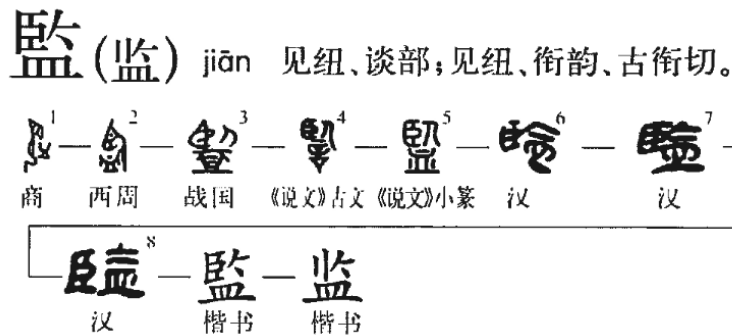 監(监) jiān 见纽、谈部；见纽、衔韵、古衔切。
1 2 3 4 5 6 7
商 西周 战国 《说文》古文 《说文》小篆 汉 汉
8 監 监
汉 楷书 楷书